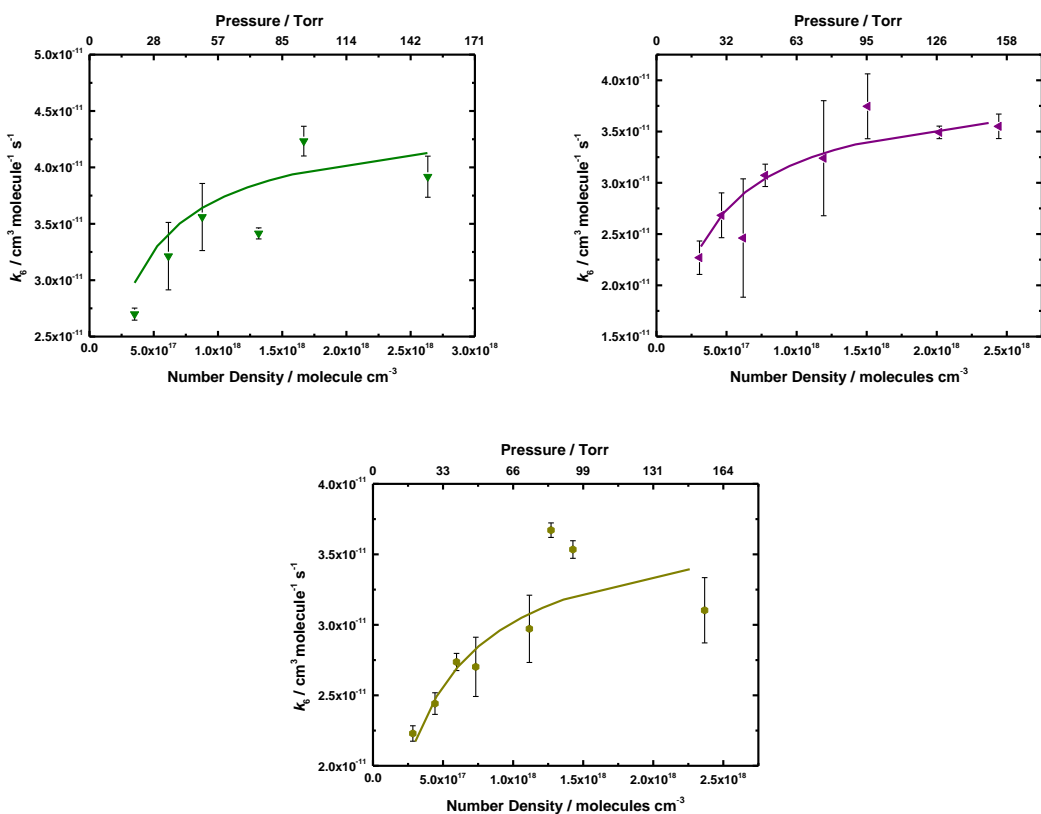 Pressure / Torr
0 28 57 85 114 142 171
5.0x10⁻¹¹
4.5x10⁻¹¹
4.0x10⁻¹¹
3.5x10⁻¹¹
3.0x10⁻¹¹
2.5x10⁻¹¹
k₆ / cm³ molecule⁻¹ s⁻¹
0.0 5.0x10¹⁷ 1.0x10¹⁸ 1.5x10¹⁸ 2.0x10¹⁸ 2.5x10¹⁸ 3.0x10¹⁸
Number Density / molecule cm⁻³
Pressure / Torr
0 32 63 95 126 158
4.0x10⁻¹¹
3.5x10⁻¹¹
3.0x10⁻¹¹
2.5x10⁻¹¹
2.0x10⁻¹¹
1.5x10⁻¹¹
k₆ / cm³ molecule⁻¹ s⁻¹
0.0 5.0x10¹⁷ 1.0x10¹⁸ 1.5x10¹⁸ 2.0x10¹⁸ 2.5x10¹⁸
Number Density / molecules cm⁻³
Pressure / Torr
0 33 66 99 131 164
4.0x10⁻¹¹
3.5x10⁻¹¹
3.0x10⁻¹¹
2.5x10⁻¹¹
2.0x10⁻¹¹
k₆ / cm³ molecule⁻¹ s⁻¹
0.0 5.0x10¹⁷ 1.0x10¹⁸ 1.5x10¹⁸ 2.0x10¹⁸ 2.5x10¹⁸
Number Density / molecules cm⁻³